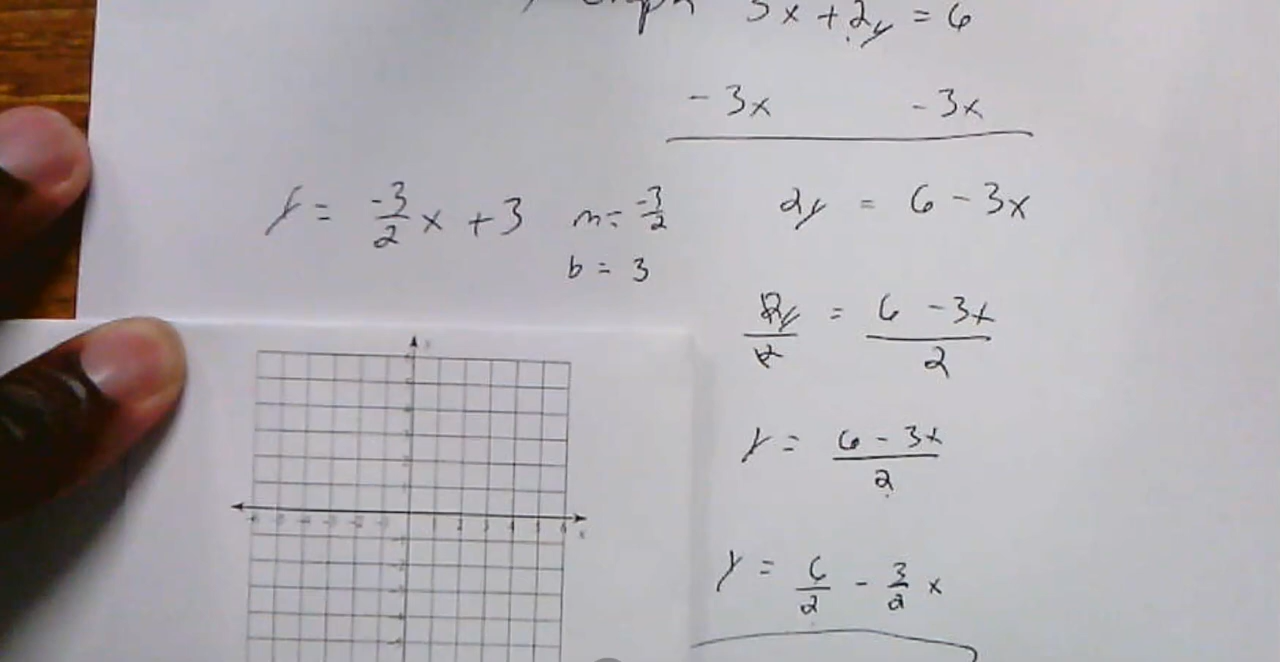 Graph 3x + 2y = 6
- 3x - 3x
2y = 6 - 3x
y = -3/2 x + 3 m = -3/2
b = 3
2y/2 = 6 - 3x/2
y = 6 - 3x/2
y = 6/2 - 3/2 x